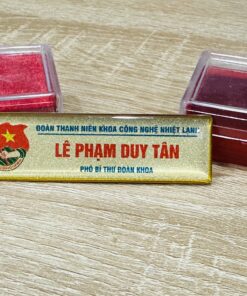 ĐOÀN THANH NIÊN KHOA CÔNG NGHỆ NHIỆT LẠNH
LÊ PHẠM DUY TÂN
PHÓ BÍ THƯ ĐOÀN KHOA